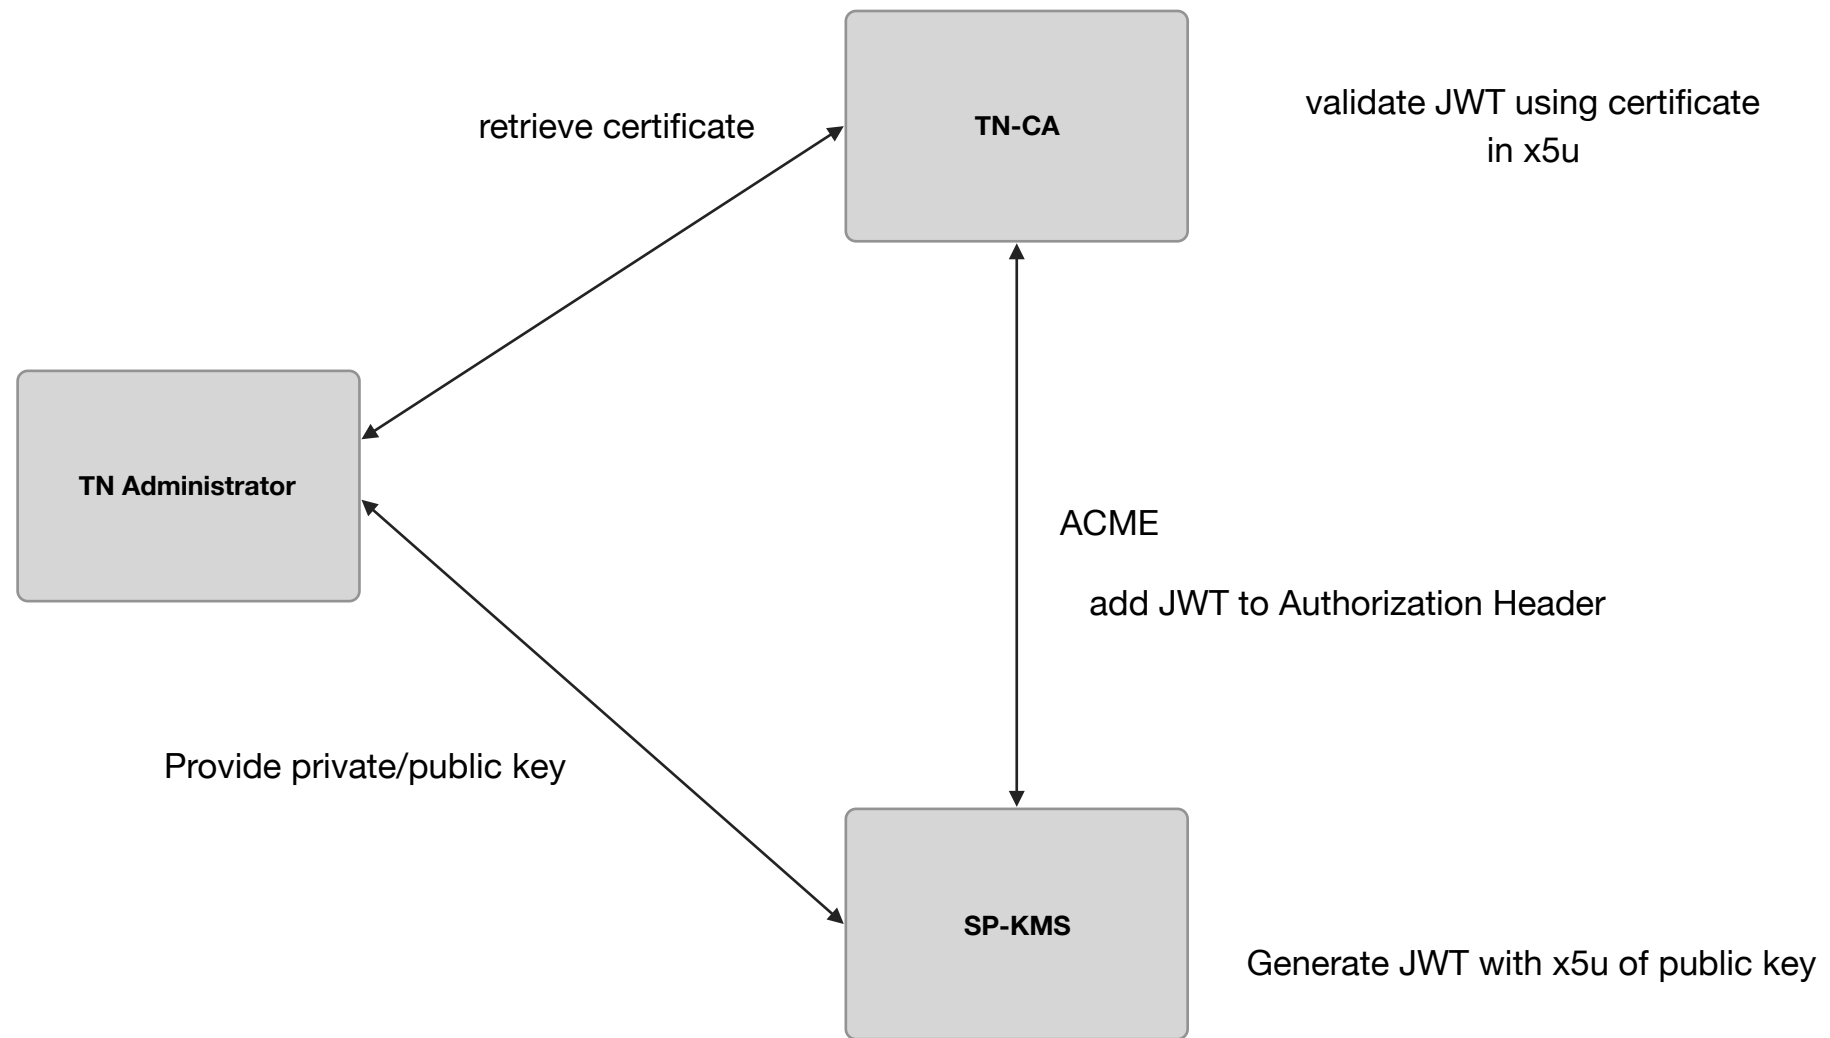 retrieve certificate
TN-CA
validate JWT using certificate
in x5u
TN Administrator
ACME
add JWT to Authorization Header
Provide private/public key
SP-KMS
Generate JWT with x5u of public key